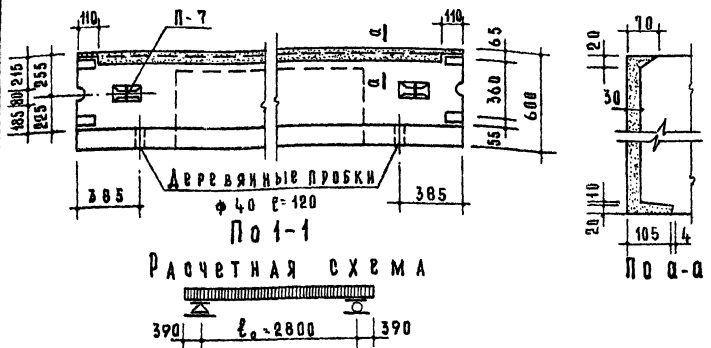 110
П-7
а
110
65
215
255
80
185
225
а
360
55
600
385
Деревянные пробки
ф 40 ℓ=120
385
По 1-1
Расчетная схема
390
ℓ₀=2800
390
70
20
30
10
20
105
4
По а-а